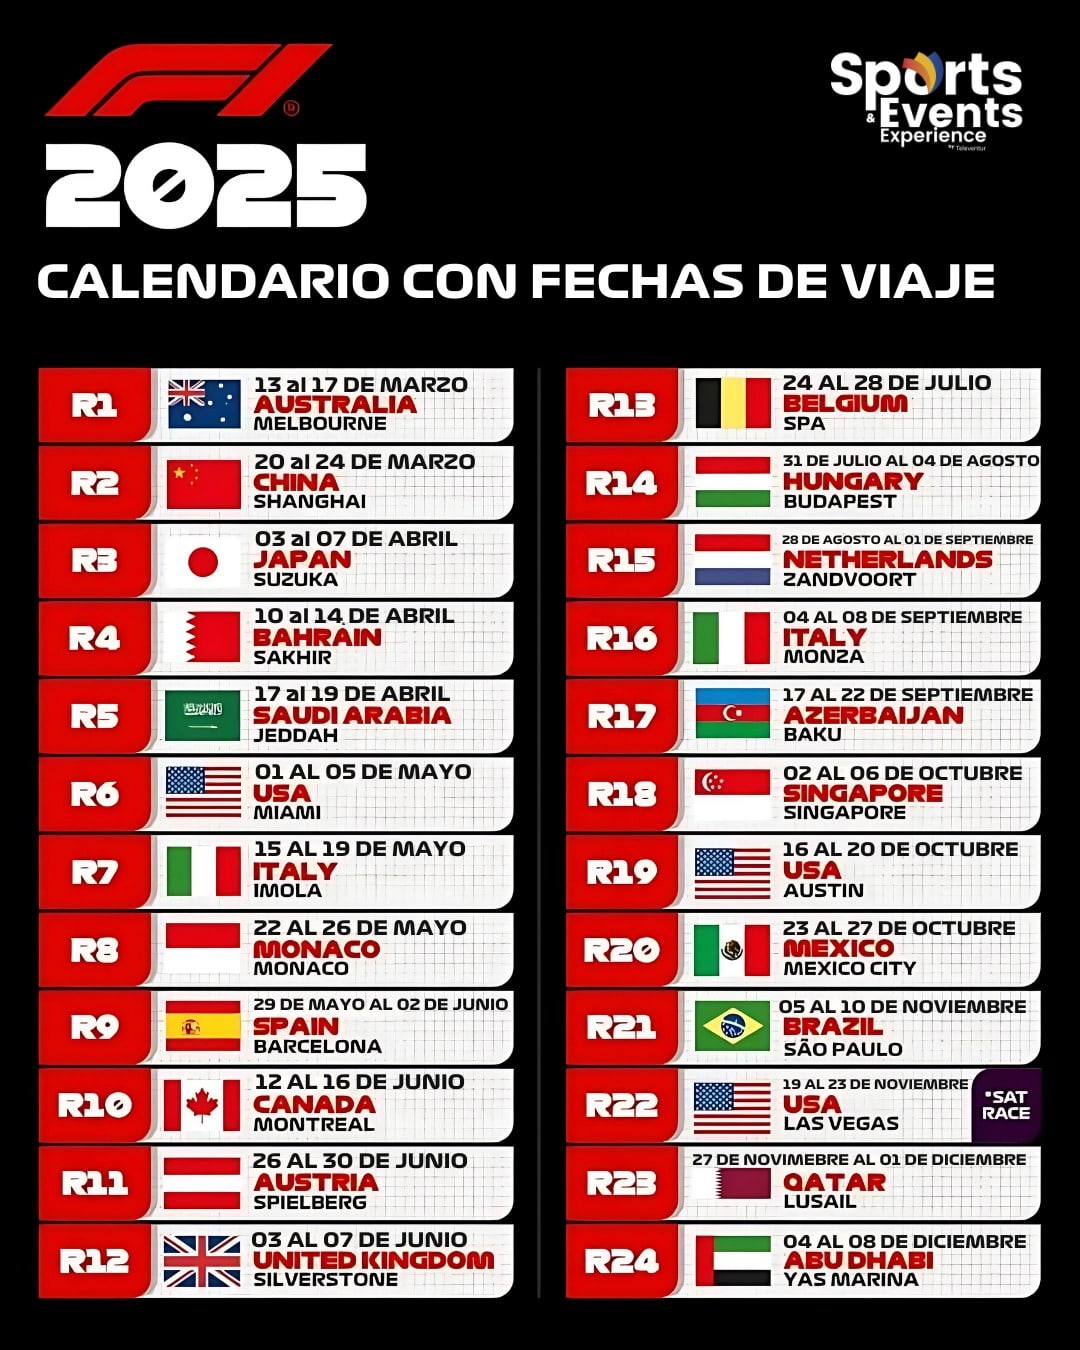 F1
2025
Sports
& Events
Experience
BY Televentur
CALENDARIO CON FECHAS DE VIAJE
R1
13 al 17 DE MARZO
AUSTRALIA
MELBOURNE
R2
20 al 24 DE MARZO
CHINA
SHANGHAI
R3
03 al 07 DE ABRIL
JAPAN
SUZUKA
R4
10 al 14 DE ABRIL
BAHRAIN
SAKHIR
R5
17 al 19 DE ABRIL
SAUDI ARABIA
JEDDAH
R6
01 AL 05 DE MAYO
USA
MIAMI
R7
15 AL 19 DE MAYO
ITALY
IMOLA
R8
22 AL 26 DE MAYO
MONACO
MONACO
R9
29 DE MAYO AL 02 DE JUNIO
SPAIN
BARCELONA
R10
12 AL 16 DE JUNIO
CANADA
MONTREAL
R11
26 AL 30 DE JUNIO
AUSTRIA
SPIELBERG
R12
03 AL 07 DE JUNIO
UNITED KINGDOM
SILVERSTONE
R13
24 AL 28 DE JULIO
BELGIUM
SPA
R14
31 DE JULIO AL 04 DE AGOSTO
HUNGARY
BUDAPEST
R15
28 DE AGOSTO AL 01 DE SEPTIEMBRE
NETHERLANDS
ZANDVOORT
R16
04 AL 08 DE SEPTIEMBRE
ITALY
MONZA
R17
17 AL 22 DE SEPTIEMBRE
AZERBAIJAN
BAKU
R18
02 AL 06 DE OCTUBRE
SINGAPORE
SINGAPORE
R19
16 AL 20 DE OCTUBRE
USA
AUSTIN
R20
23 AL 27 DE OCTUBRE
MEXICO
MEXICO CITY
R21
05 AL 10 DE NOVIEMBRE
BRAZIL
SÃO PAULO
R22
19 AL 23 DE NOVIEMBRE
USA
LAS VEGAS
*SAT
RACE
R23
27 DE NOVIMEBRE AL 01 DE DICIEMBRE
QATAR
LUSAIL
R24
04 AL 08 DE DICIEMBRE
ABU DHABI
YAS MARINA